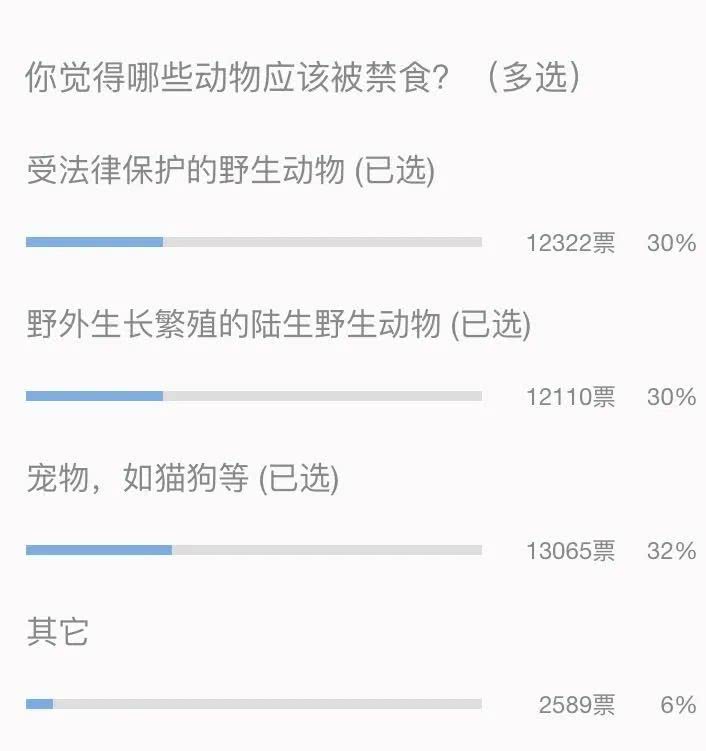 你觉得哪些动物应该被禁食？（多选）
受法律保护的野生动物 (已选)
12322票 30%
野外生长繁殖的陆生野生动物 (已选)
12110票 30%
宠物，如猫狗等 (已选)
13065票 32%
其它
2589票 6%